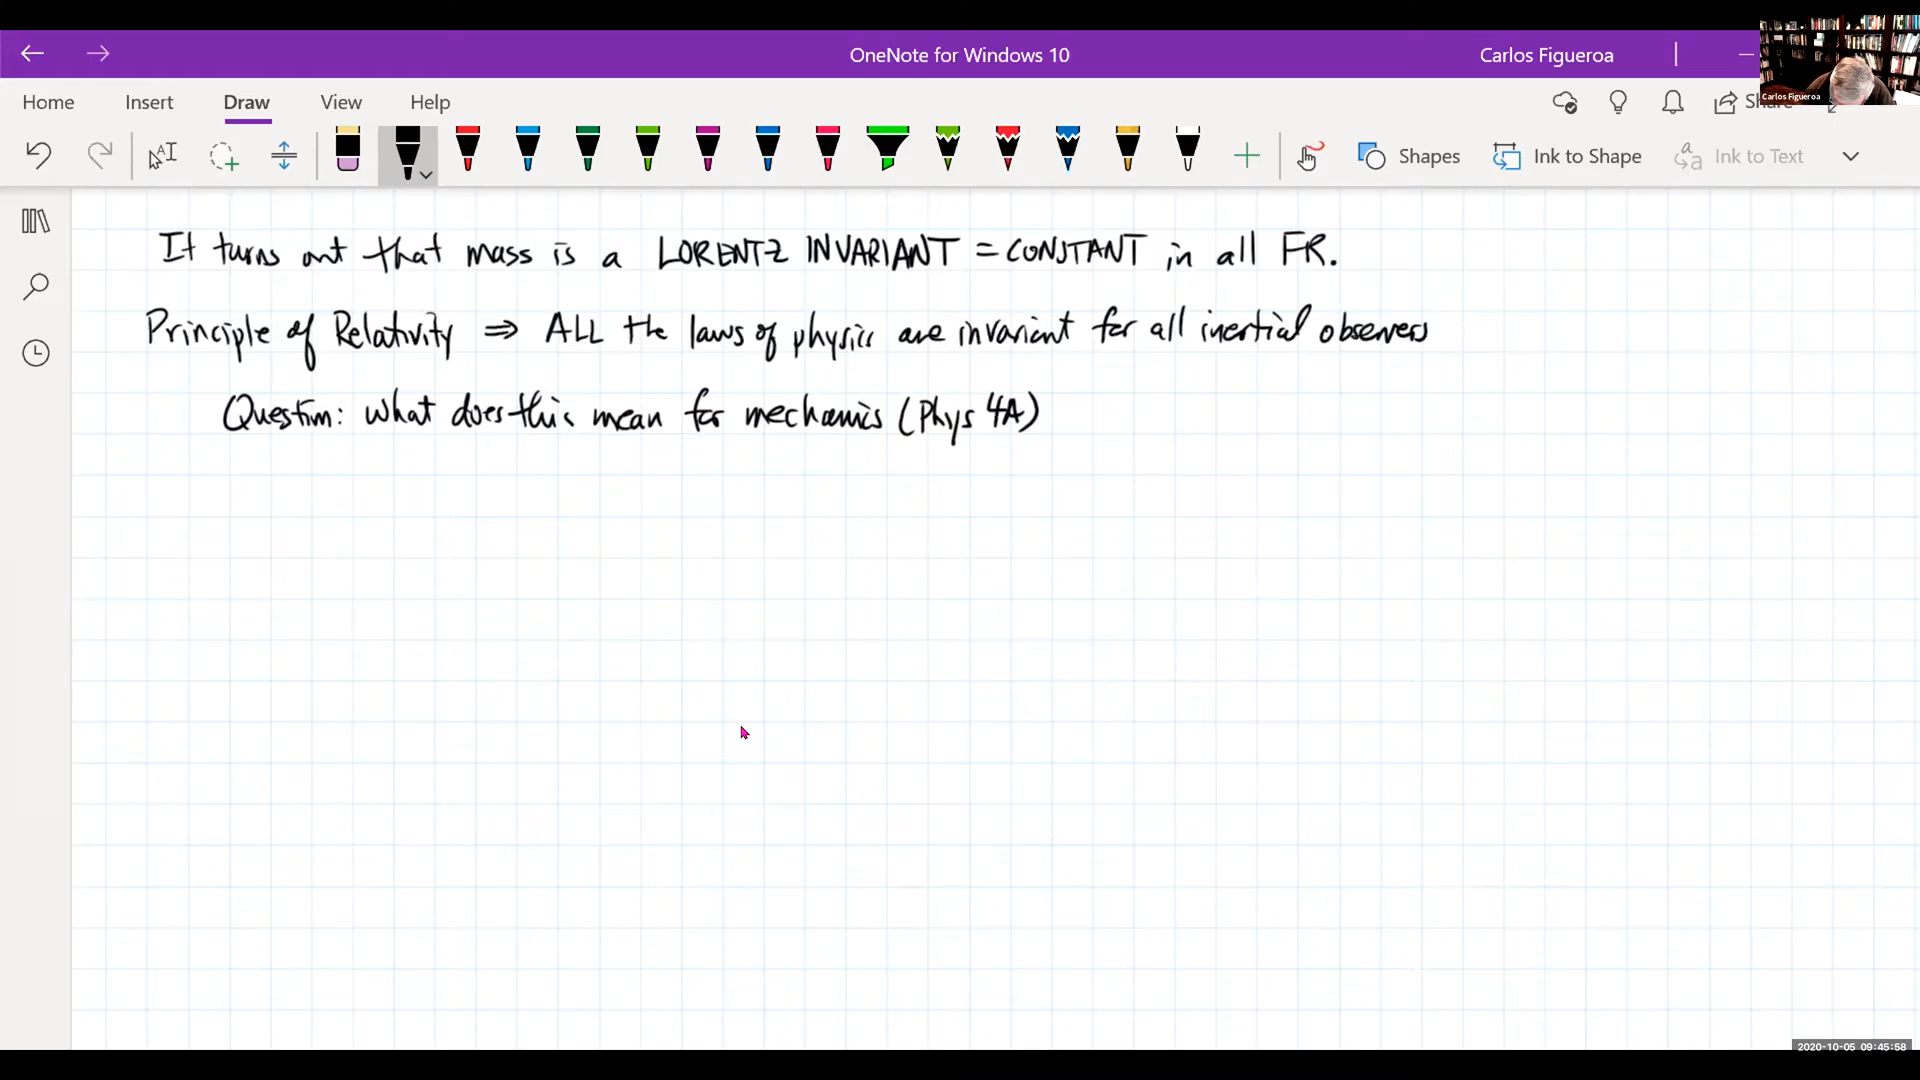 OneNote for Windows 10
Carlos Figueroa
Carlos Figueroa
Home Insert Draw View Help
Share
Shapes Ink to Shape Ink to Text
It turns out that mass is a LORENTZ INVARIANT = CONSTANT in all FR.
Principle of Relativity ⇒ ALL the laws of physics are invariant for all inertial observers
Question: what does this mean for mechanics (Phys 4A)
2020-10-05 09:45:58